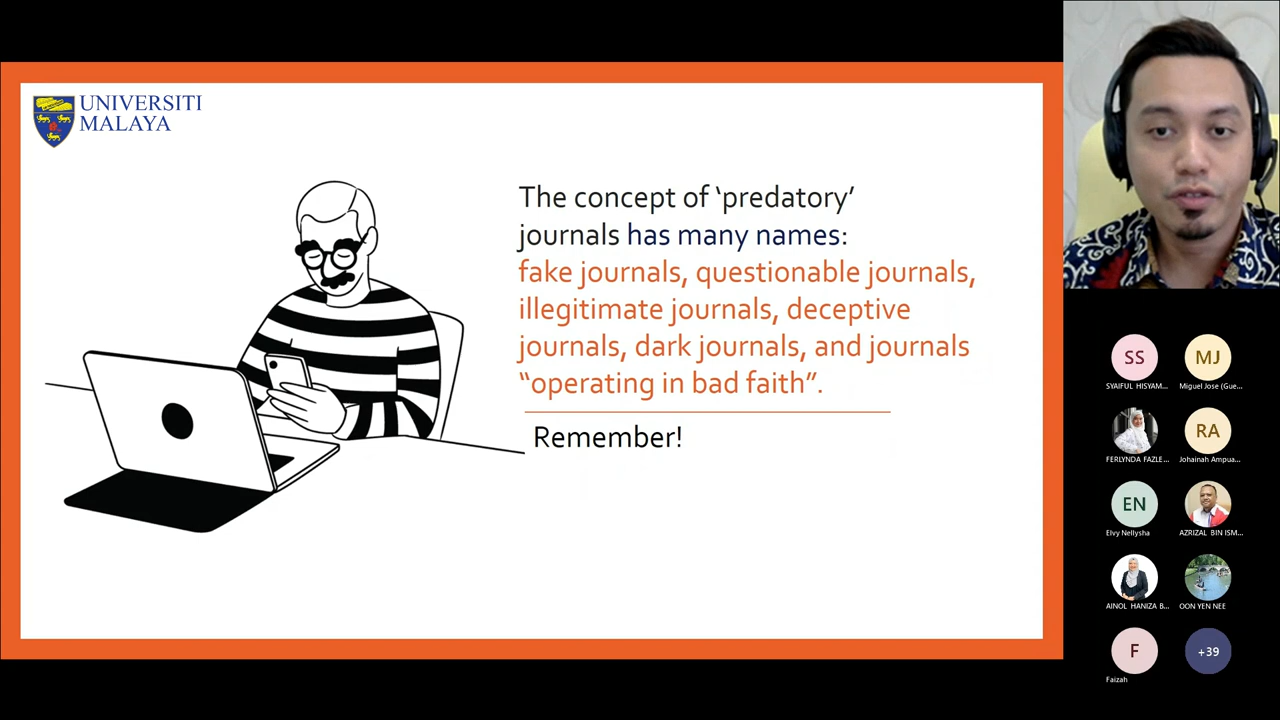 UNIVERSITI
MALAYA
The concept of ‘predatory’
journals has many names:
fake journals, questionable journals,
illegitimate journals, deceptive
journals, dark journals, and journals
“operating in bad faith”.
Remember!
SS
MJ
SYAIFUL HISYAM...
Miguel Jose (Gue...
RA
FERLYNDA FAZLE...
Johainah Ampua...
EN
Elvy Nellysha
AZRIZAL BIN ISM...
AINOL HANIZA B...
OON YEN NEE
F
+39
Faizah